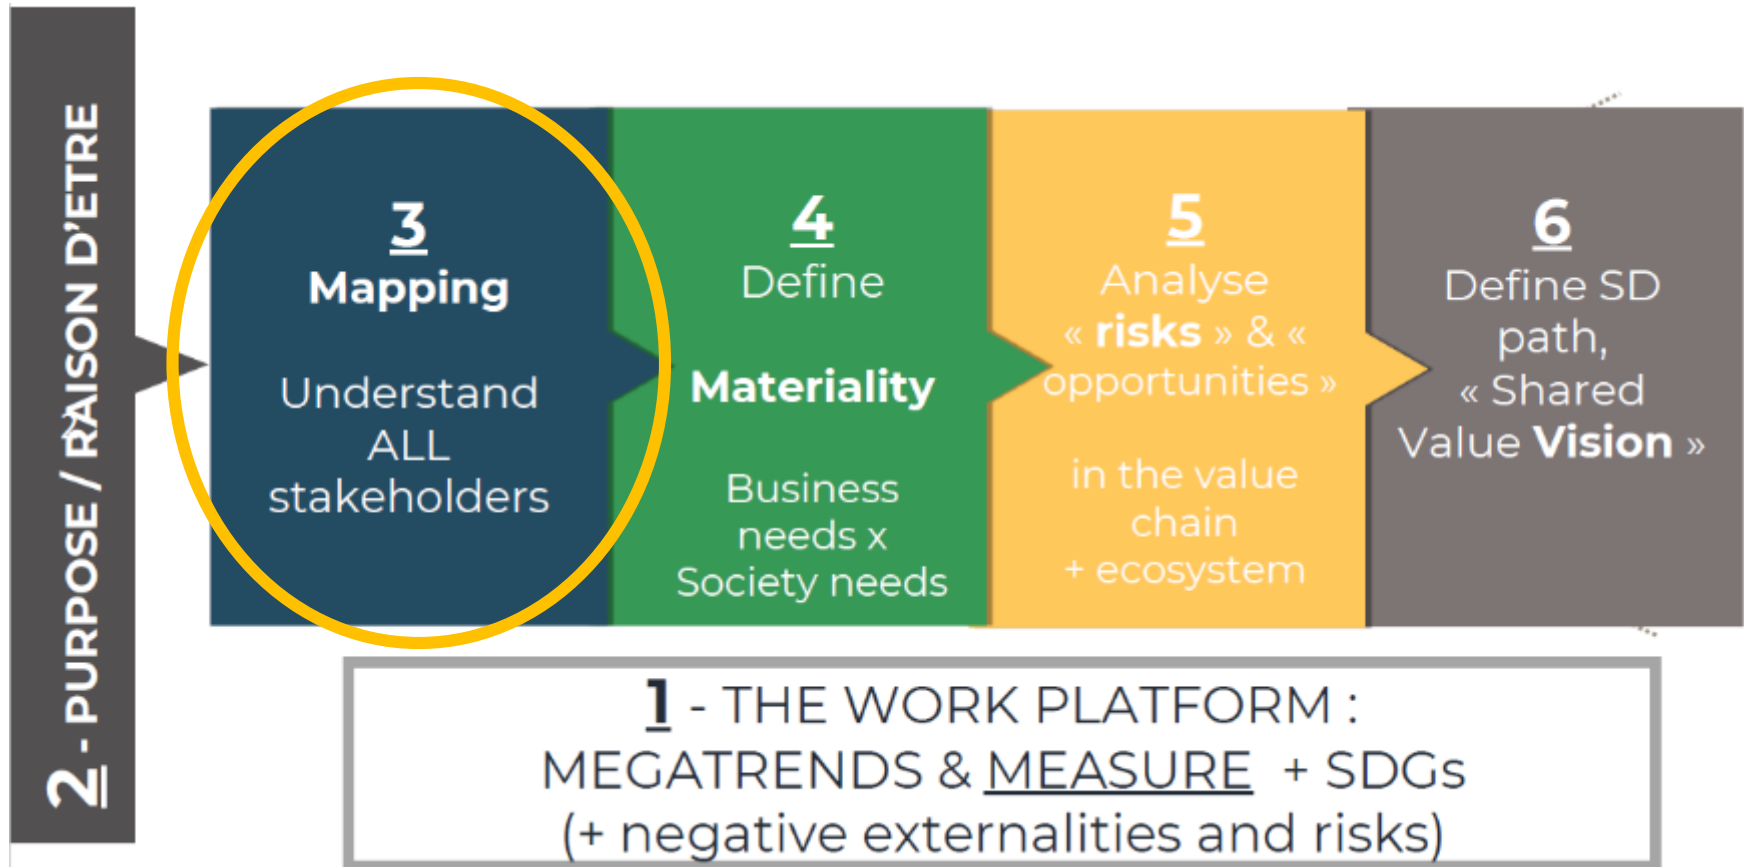 2 - PURPOSE / RAISON D'ETRE
3
Mapping
Understand
ALL
stakeholders
4
Define
Materiality
Business
needs x
Society needs
5
Analyse
« risks » & «
opportunities »
in the value
chain
+ ecosystem
6
Define SD
path,
« Shared
Value Vision »
1 - THE WORK PLATFORM :
MEGATRENDS & MEASURE + SDGs
(+ negative externalities and risks)